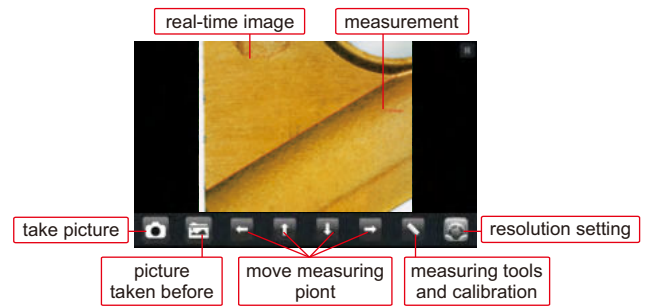 real-time image
measurement
take picture
resolution setting
picture
taken before
move measuring
piont
measuring tools
and calibration